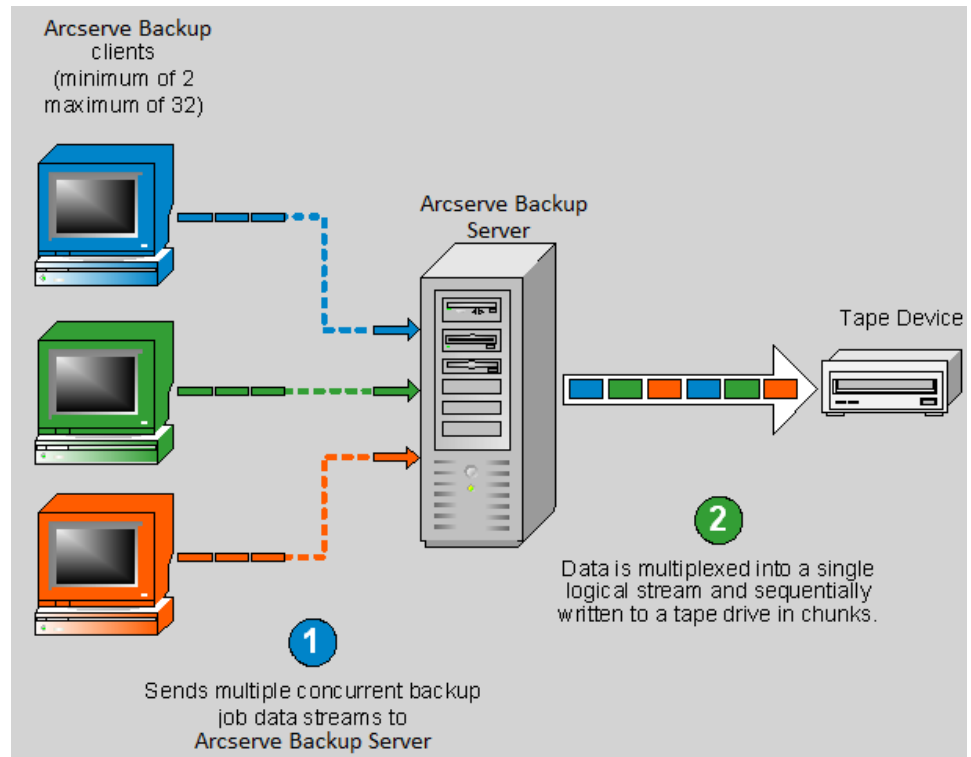 Arcserve Backup
clients
(minimum of 2
maximum of 32)
Arcserve Backup
Server
Tape Device
2
Data is multiplexed into a single
logical stream and sequentially
written to a tape drive in chunks.
1
Sends multiple concurrent backup
job data streams to
Arcserve Backup Server